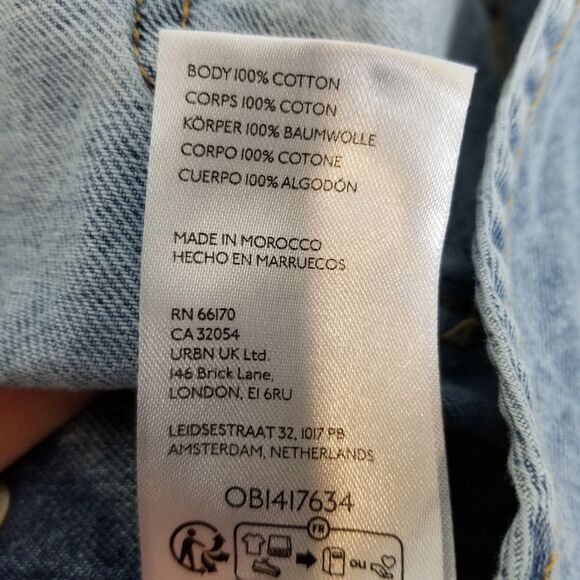 BODY 100% COTTON
CORPS 100% COTON
KÖRPER 100% BAUMWOLLE
CORPO 100% COTONE
CUERPO 100% ALGODÓN
MADE IN MOROCCO
HECHO EN MARRUECOS
RN 66170
CA 32054
URBN UK Ltd.
146 Brick Lane,
LONDON, E1 6RU
LEIDSESTRAAT 32, 1017 PB
AMSTERDAM, NETHERLANDS
OB1417634
FR
ou